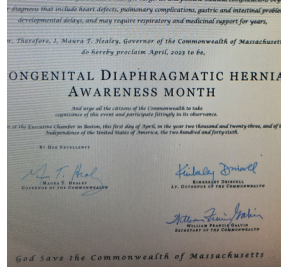 diagnosis that include heart defects, pulmonary complications, gastric and intestinal problems
developmental delays, and may require respiratory and medical support for years,
Therefore, I, Maura T. Healey, Governor of the Commonwealth of Massachusetts
do hereby proclaim April, 2023 to be,
ONGENITAL DIAPHRAGMATIC HERNIA
AWARENESS MONTH
And urge all the citizens of the Commonwealth to take
cognizance of this event and participate fittingly in its observance.
n at the Executive Chamber in Boston, this first day of April, in the year two thousand and twenty-three, and of t
Independence of the United States of America, the two hundred and forty-sixth.
BY HER EXCELLENCY
MAURA T. HEALEY
GOVERNOR OF THE COMMONWEALTH
Kimberley Driscoll
KIMBERLEY DRISCOLL
LT. GOVERNOR OF THE COMMONWEALTH
William Francis Galvin
WILLIAM FRANCIS GALVIN
SECRETARY OF THE COMMONWEALTH
God Save the Commonwealth of Massachusetts